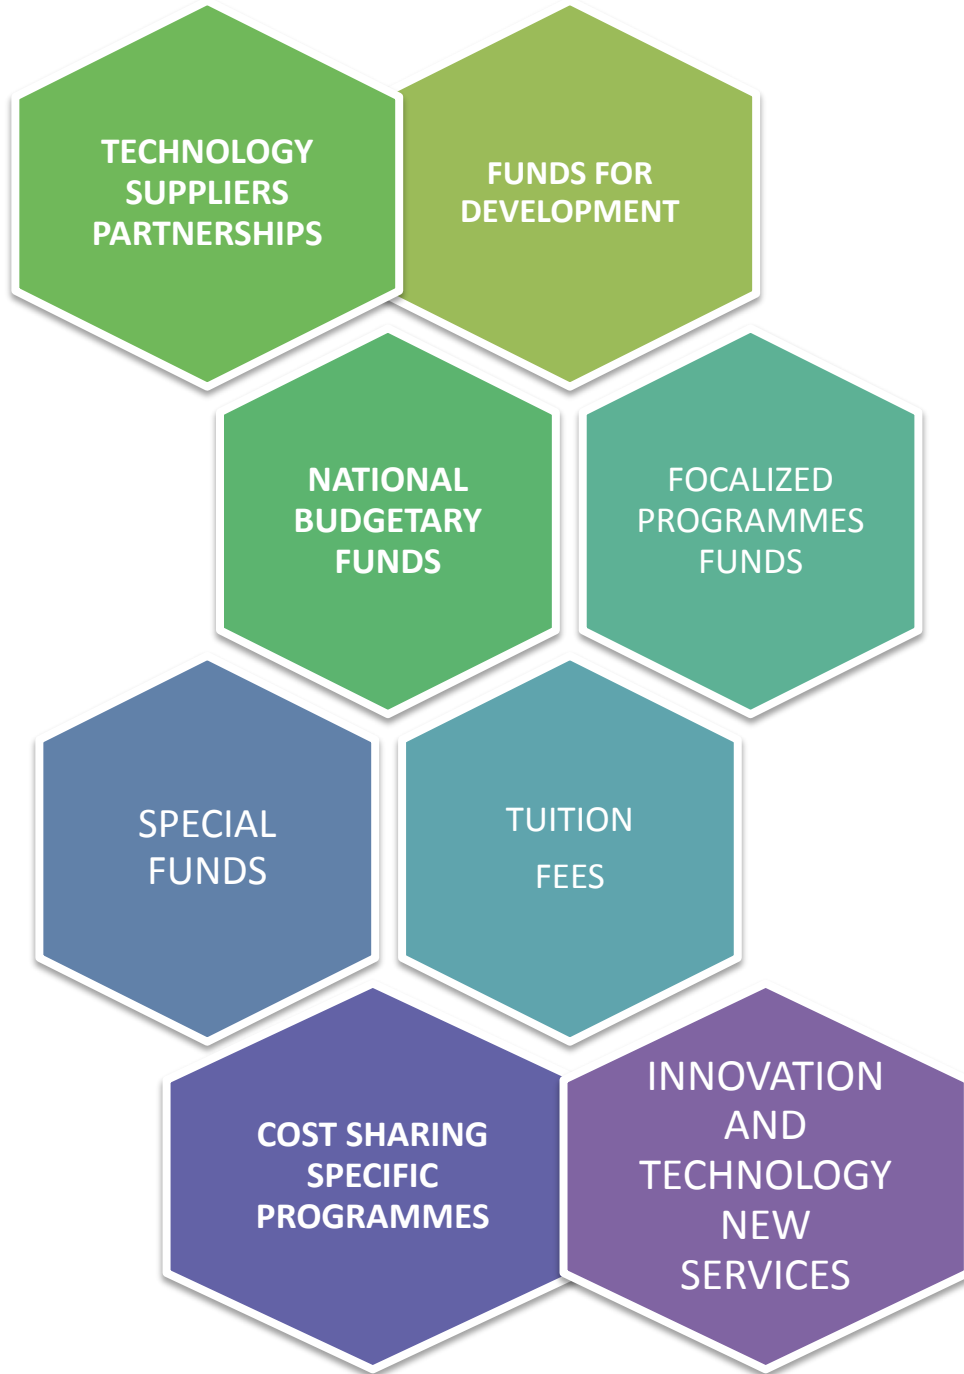 TECHNOLOGY
SUPPLIERS
PARTNERSHIPS
FUNDS FOR
DEVELOPMENT
NATIONAL
BUDGETARY
FUNDS
FOCALIZED
PROGRAMMES
FUNDS
SPECIAL
FUNDS
TUITION
FEES
COST SHARING
SPECIFIC
PROGRAMMES
INNOVATION
AND
TECHNOLOGY
NEW
SERVICES